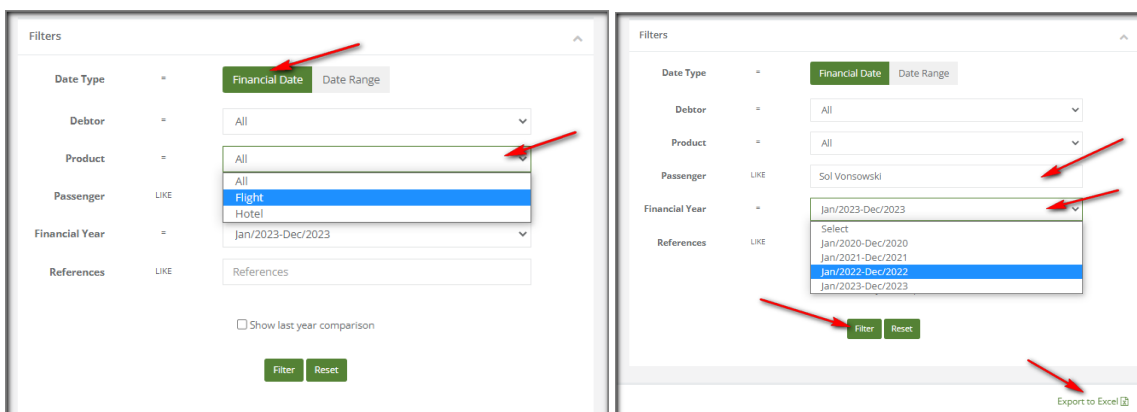 Filters
Date Type = Financial Date Date Range
Debtor = All
Product = All
All
Passenger LIKE Flight
Hotel
Financial Year = Jan/2023-Dec/2023
References LIKE References
Show last year comparison
Filter Reset
Filters
Date Type = Financial Date Date Range
Debtor = All
Product = All
Passenger LIKE Sol Vonsowski
Financial Year = Jan/2023-Dec/2023
Select
References LIKE Jan/2020-Dec/2020
Jan/2021-Dec/2021
Jan/2022-Dec/2022
Jan/2023-Dec/2023
Filter Reset
Export to Excel